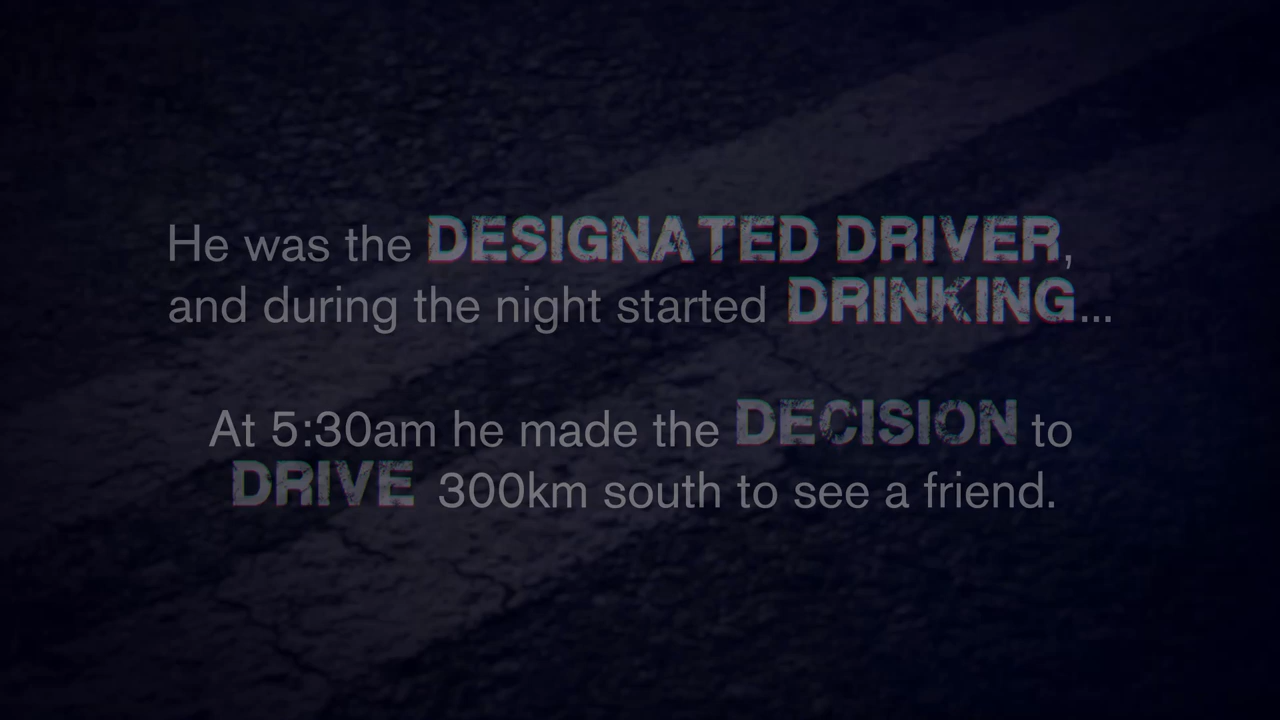 He was the DESIGNATED DRIVER,
and during the night started DRINKING...
At 5:30am he made the DECISION to
DRIVE 300km south to see a friend.